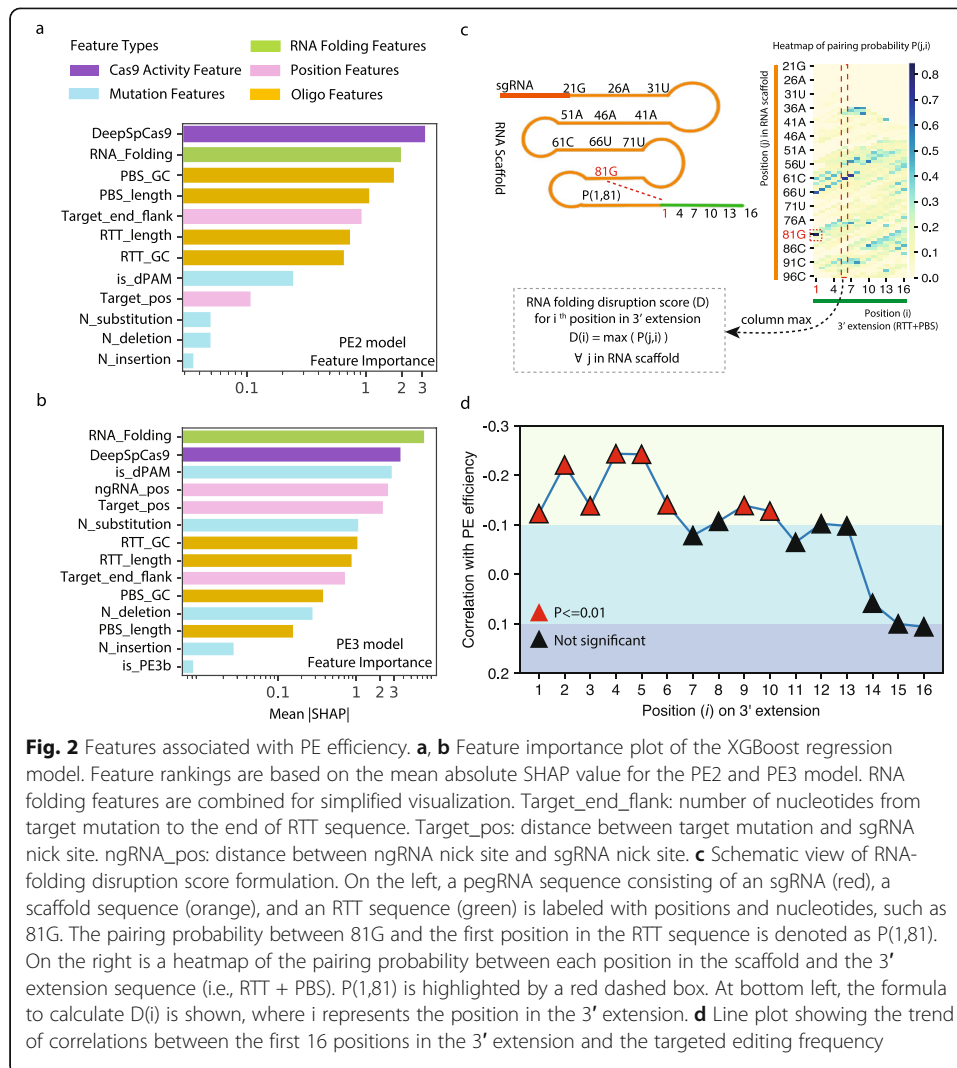 a
Feature Types
RNA Folding Features
Cas9 Activity Feature
Position Features
Mutation Features
Oligo Features
DeepSpCas9
RNA_Folding
PBS_GC
PBS_length
Target_end_flank
RTT_length
RTT_GC
is_dPAM
Target_pos
N_substitution
N_deletion
N_insertion
PE2 model
Feature Importance
0.1 1 2 3
b
RNA_Folding
DeepSpCas9
is_dPAM
ngRNA_pos
Target_pos
N_substitution
RTT_GC
RTT_length
Target_end_flank
PBS_GC
N_deletion
PBS_length
N_insertion
is_PE3b
PE3 model
Feature Importance
0.1 1 2 3
Mean |SHAP|
c
sgRNA
21G 26A 31U
51A 46A 41A
61C 66U 71U
81G
P(1,81)
1 4 7 10 13 16
RNA Scaffold
Heatmap of pairing probability P(j,i)
Position (j) in RNA scaffold
21G
26A
31U
36A
41A
46A
51A
56U
61C
66U
71U
76A
81G
86C
91C
96C
0.8
0.7
0.6
0.5
0.4
0.3
0.2
0.1
0.0
1 4 7 10 13 16
Position (i)
3' extension (RTT+PBS)
column max
RNA folding disruption score (D)
for i th position in 3' extension
D(i) = max ( P(j,i) )
∀ j in RNA scaffold
d
Correlation with PE efficiency
-0.3
-0.2
-0.1
0.0
0.1
0.2
P<=0.01
Not significant
1 2 3 4 5 6 7 8 9 10 11 12 13 14 15 16
Position (i) on 3' extension
Fig. 2 Features associated with PE efficiency. a, b Feature importance plot of the XGBoost regression
model. Feature rankings are based on the mean absolute SHAP value for the PE2 and PE3 model. RNA
folding features are combined for simplified visualization. Target_end_flank: number of nucleotides from
target mutation to the end of RTT sequence. Target_pos: distance between target mutation and sgRNA
nick site. ngRNA_pos: distance between ngRNA nick site and sgRNA nick site. c Schematic view of RNA-
folding disruption score formulation. On the left, a pegRNA sequence consisting of an sgRNA (red), a
scaffold sequence (orange), and an RTT sequence (green) is labeled with positions and nucleotides, such as
81G. The pairing probability between 81G and the first position in the RTT sequence is denoted as P(1,81).
On the right is a heatmap of the pairing probability between each position in the scaffold and the 3′
extension sequence (i.e., RTT + PBS). P(1,81) is highlighted by a red dashed box. At bottom left, the formula
to calculate D(i) is shown, where i represents the position in the 3′ extension. d Line plot showing the trend
of correlations between the first 16 positions in the 3′ extension and the targeted editing frequency